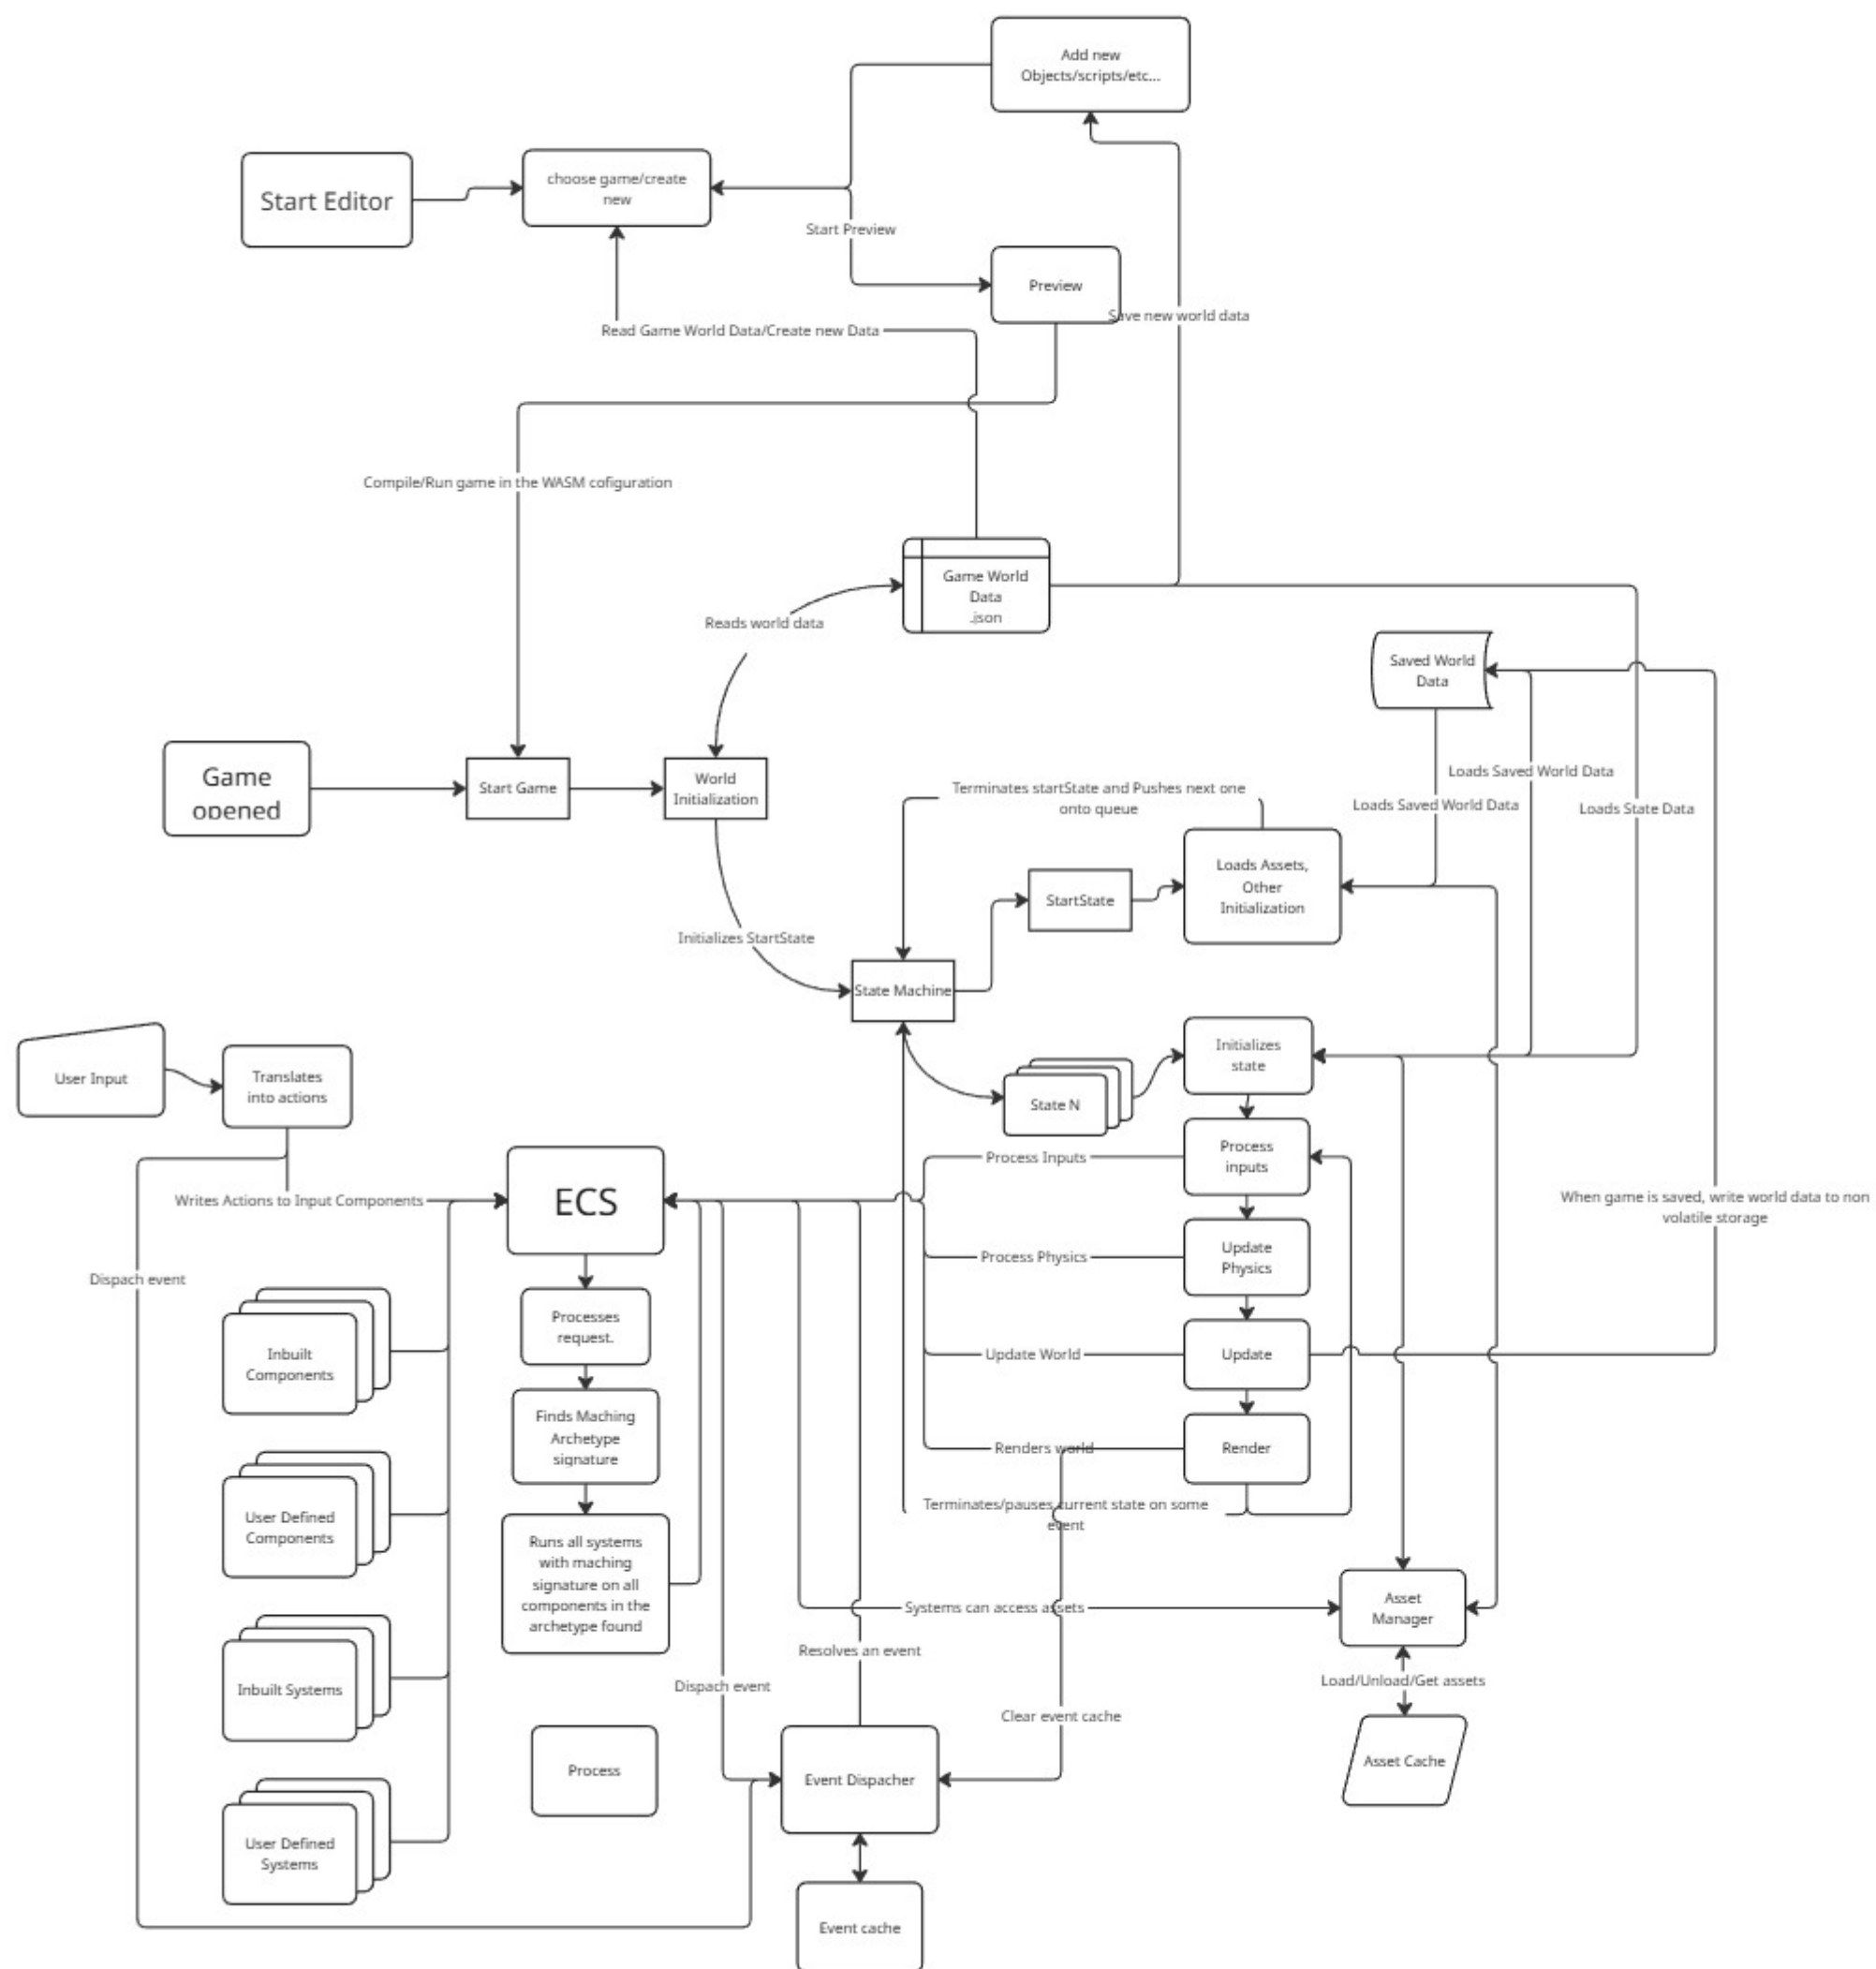 Add new
Objects/scripts/etc...
Start Editor
choose game/create
new
Start Preview
Preview
Save new world data
Read Game World Data/Create new Data
Compile/Run game in the WASM cofiguration
Game World
Data
.json
Reads world data
Saved World
Data
Game
opened
Start Game
World
Initialization
Terminates startState and Pushes next one
onto queue
Loads Saved World Data
Loads Saved World Data
Loads State Data
Loads Assets,
Other
Initialization
StartState
Initializes StartState
State Machine
User Input
Translates
into actions
State N
Initializes
state
Process
inputs
Process Inputs
Writes Actions to Input Components
ECS
When game is saved, write world data to non
volatile storage
Update
Physics
Process Physics
Dispach event
Processes
request.
Inbuilt
Components
Update World
Update
Finds Maching
Archetype
signature
Renders world
Render
Terminates/pauses current state on some
event
User Defined
Components
Runs all systems
with maching
signature on all
components in the
archetype found
Systems can access assets
Asset
Manager
Resolves an event
Inbuilt Systems
Dispach event
Load/Unload/Get assets
Clear event cache
Process
Event Dispacher
Asset Cache
User Defined
Systems
Event cache